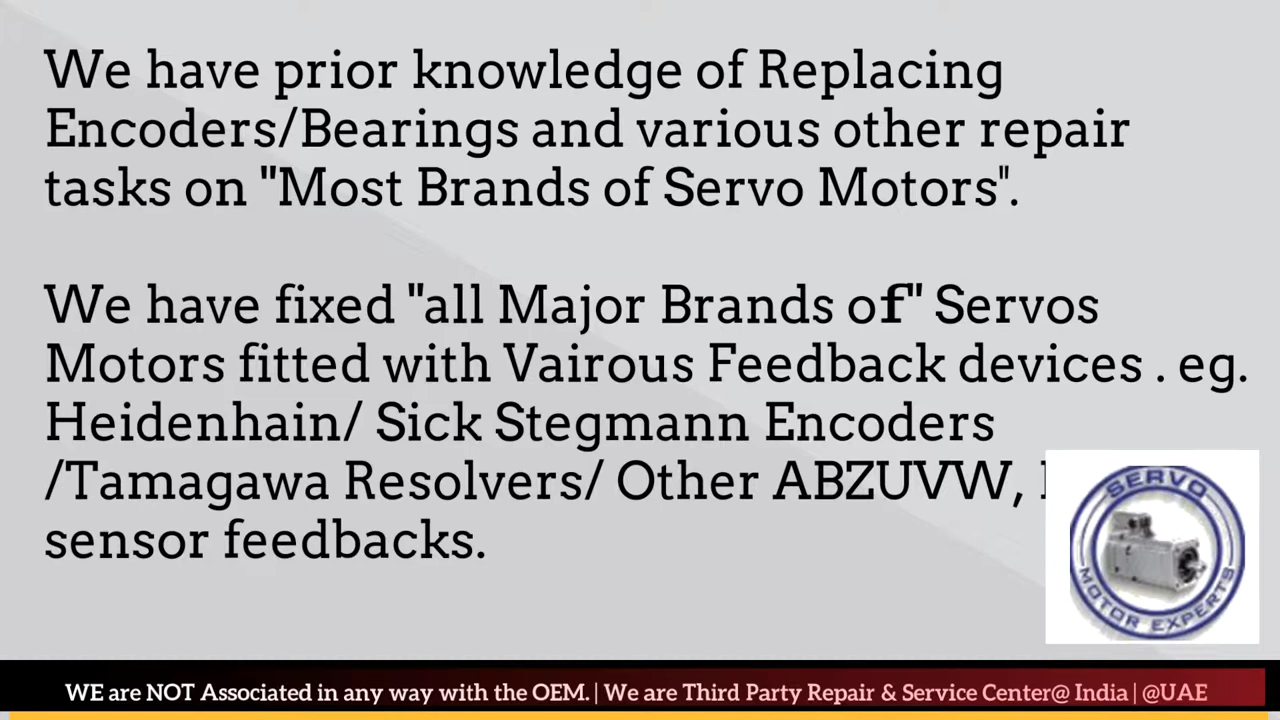 We have prior knowledge of Replacing
Encoders/Bearings and various other repair
tasks on "Most Brands of Servo Motors".
We have fixed "all Major Brands of" Servos
Motors fitted with Vairous Feedback devices . eg.
Heidenhain/ Sick Stegmann Encoders
/Tamagawa Resolvers/ Other ABZUVW,
sensor feedbacks.
SERVO
MOTOR EXPERTS
WE are NOT Associated in any way with the OEM. | We are Third Party Repair & Service Center@ India | @UAE